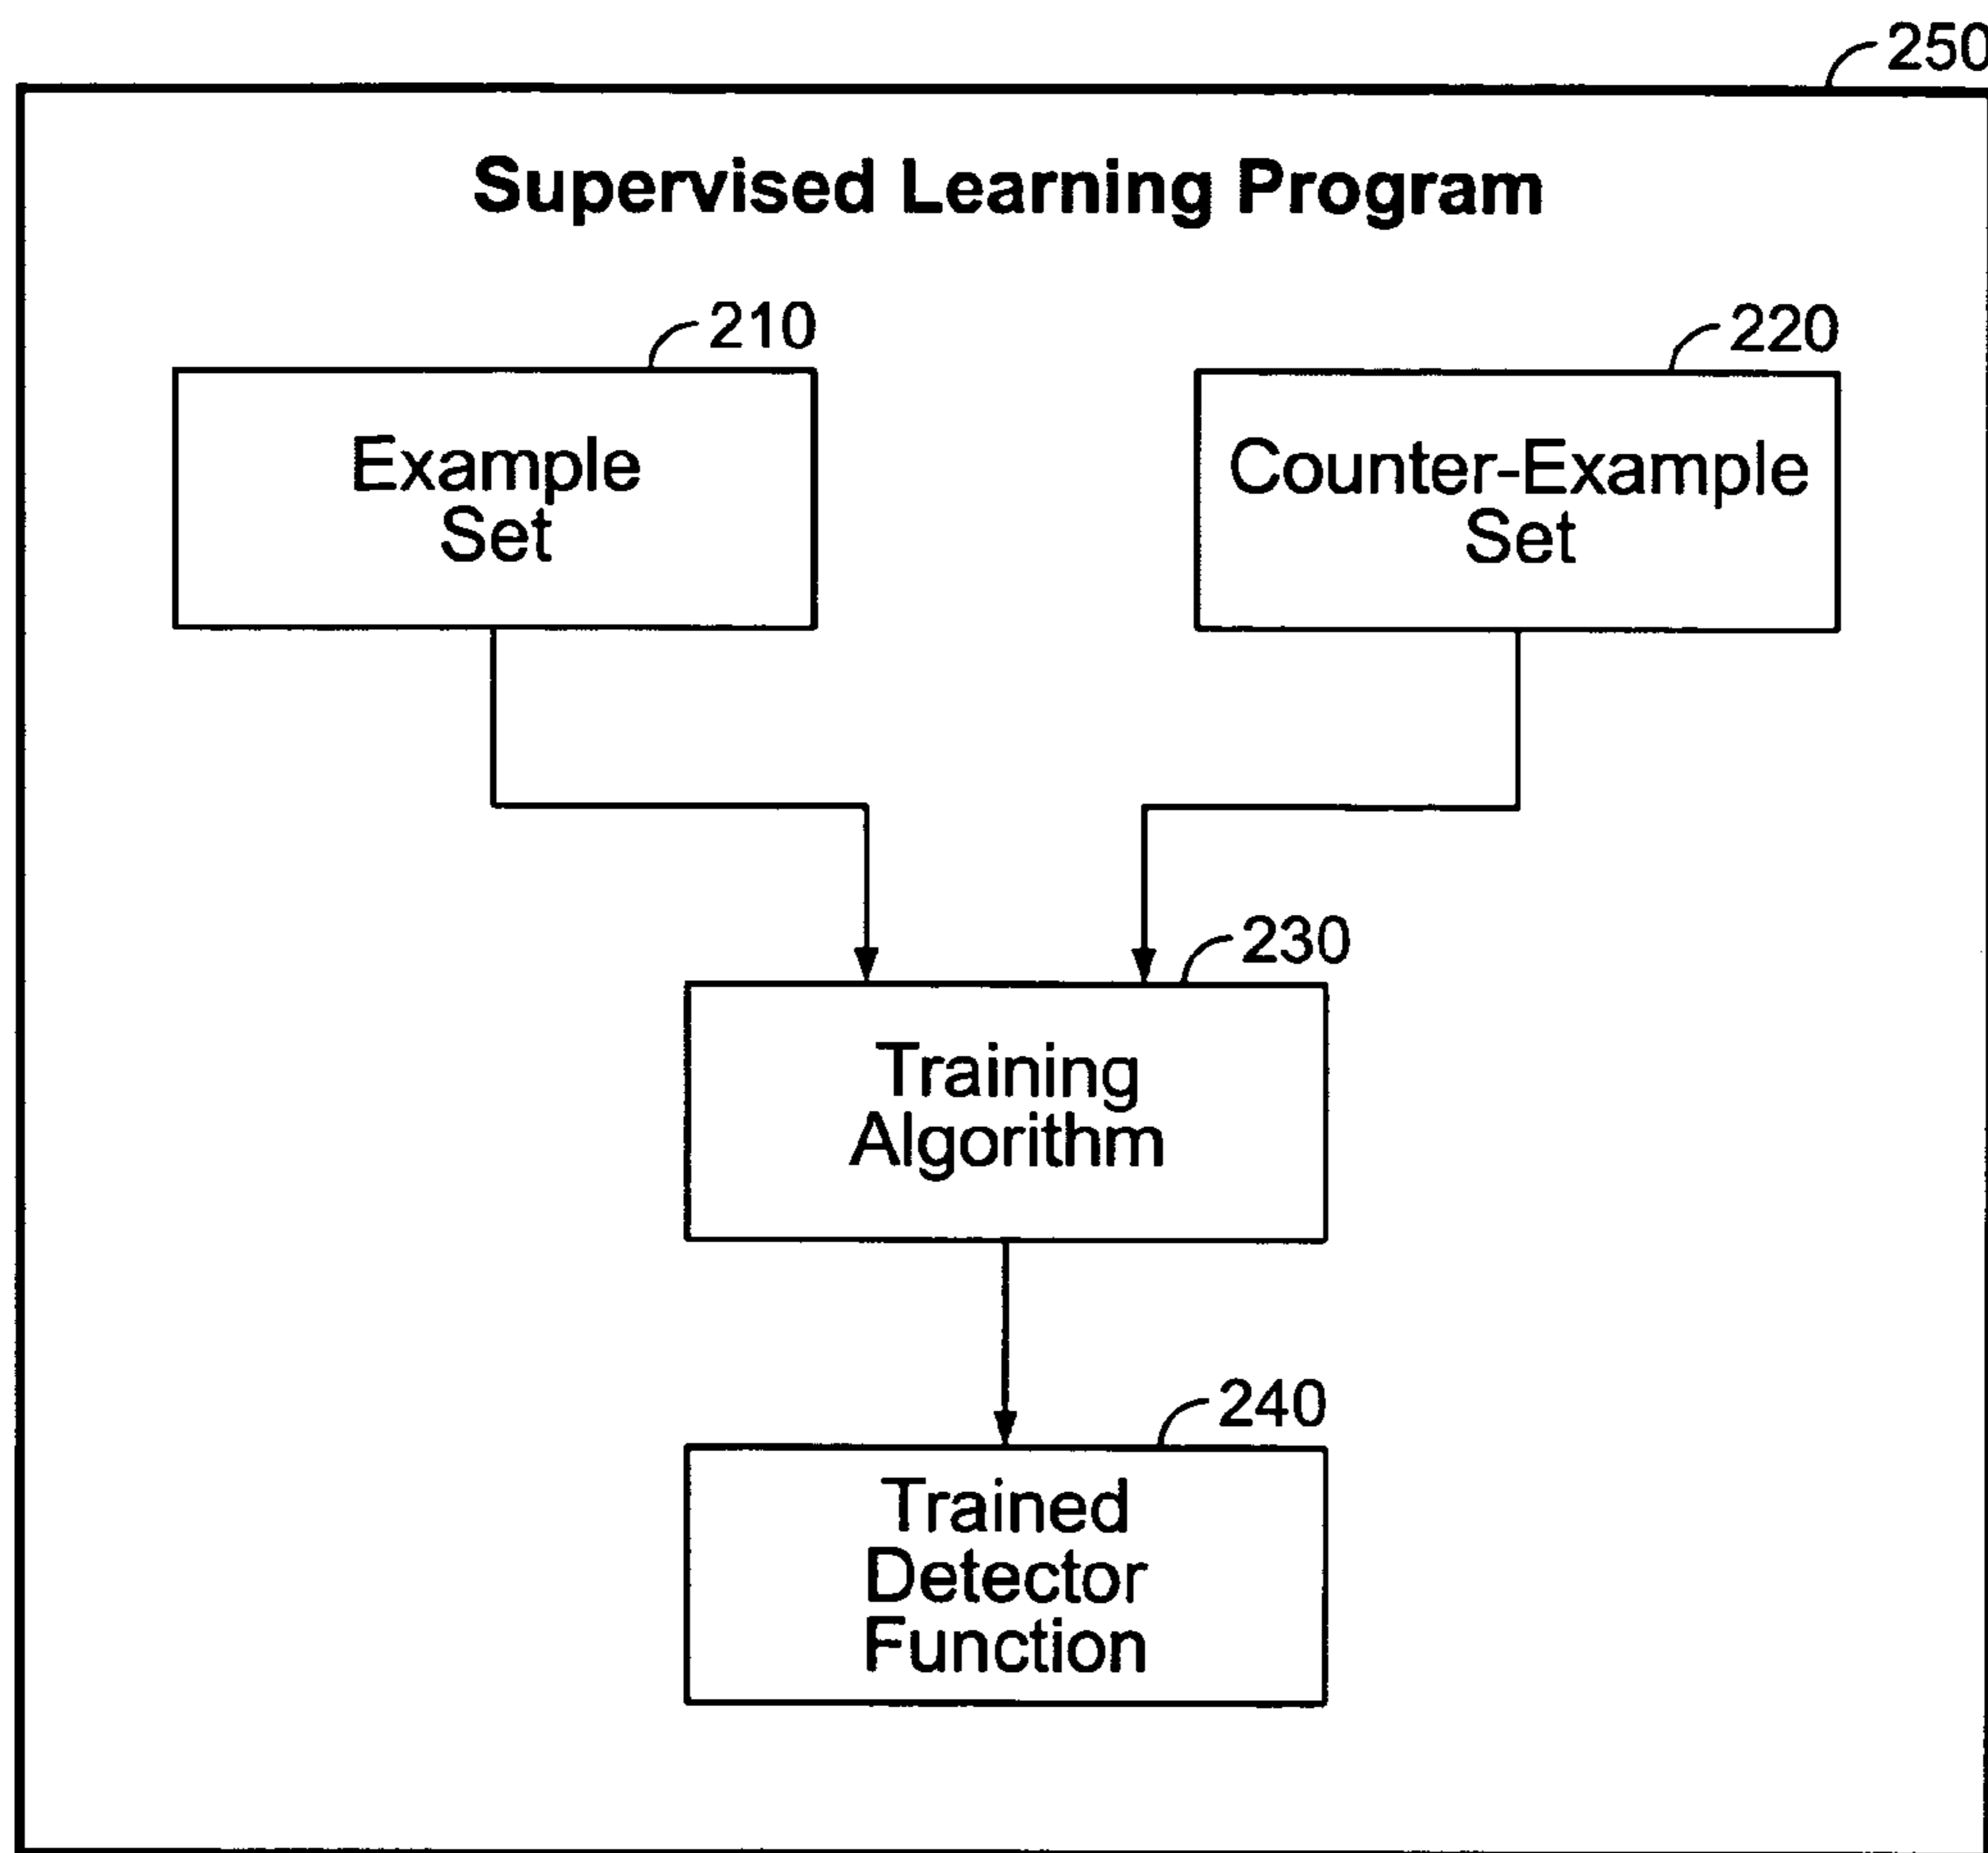 250
Supervised Learning Program
210
220
Example
Set
Counter-Example
Set
230
Training
Algorithm
240
Trained
Detector
Function